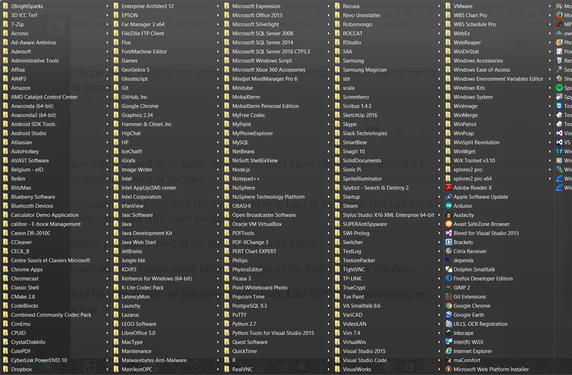 2BrightSparks
3D ICC Terf
7-Zip
Acronis
Ad-Aware Antivirus
Adersoft
Administrative Tools
Affixa
AIMP3
Amazon
AMD Catalyst Control Center
Anaconda (64-bit)
Anaconda2 (64-bit)
Android SDK Tools
Android Studio
Atlassian
AutoHotkey
AVAST Software
Belgium - eID
Belkin
BlitzMax
Blueberry Software
Bluetooth Devices
Calculator Demo Application
calibre - E-book Management
Canon DR-2010C
CCleaner
CECIL_B
Centre Souris et Claviers Microsoft
Chrome Apps
Chromecast
Classic Shell
CMake 2.8
CodeBlocks
Combined Community Codec Pack
ConEmu
CPUID
CrystalDiskInfo
CutePDF
CyberLink PowerDVD 10
Dropbox
Enterprise Architect 12
EPSON
Far Manager 3 x64
FileZilla FTP Client
Flux
FrontMotion Editor
Games
GeoGebra 5
Ghostscript
Git
GitHub, Inc
Google Chrome
Graphviz 2.34
Hammer & Chisel, Inc
HipChat
HP
IceChat9
iGrafx
Image Writer
Intel
Intel AppUp(SM) center
Intel Corporation
IrfanView
Jasc Software
Java
Java Development Kit
Java Web Start
JetBrains
Jungle Ide
KDiff3
Kerberos for Windows (64-bit)
K-Lite Codec Pack
LatencyMon
Launchy
Lazarus
LEGO Software
LibreOffice 5.0
MacType
Maintenance
Malwarebytes Anti-Malware
MatrikonOPC
Microsoft Expression
Microsoft Office 2013
Microsoft Silverlight
Microsoft SQL Server 2008
Microsoft SQL Server 2014
Microsoft SQL Server 2016 CTP3.3
Microsoft Windows Script
Microsoft Xbox 360 Accessories
Mindjet MindManager Pro 6
Minitube
MobaXterm
MobaXterm Personal Edition
MyFree Codec
MyPaint
MyPhoneExplorer
MySQL
NetBeans
NirSoft ShellExView
Node.js
Notepad++
NuSphere
NuSphere Technology Platform
OBASHI
Open Broadcaster Software
Oracle VM VirtualBox
PDFTools
PDF-XChange 3
PERT CHART EXPERT
Philips
PhysicsEditor
Picasa 3
Plaid Whiteboard Photo
Popcorn Time
PostgreSQL 9.3
PuTTY
Python 2.7
Python Tools for Visual Studio 2015
Quest Software
QuickTime
R
RealVNC
Recuva
Revo Uninstaller
Robomongo
ROCCAT
RStudio
S4A
Samsung
Samsung Magician
sbt
scala
Screenhero
Scribus 1.4.3
SketchUp 2016
Skype
Slack Technologies
SmartBear
Snagit 10
SolidDocuments
Sonic Pi
SpriteIlluminator
Spybot - Search & Destroy 2
Startup
Steam
Stylus Studio X16 XML Enterprise 64-bit
SUPERAntiSpyware
SWI-Prolog
Switcher
TestLog
TexturePacker
TightVNC
TP-LINK
TrueCrypt
Tux Paint
VA Smalltalk 8.6
VariCAD
VideoLAN
Vim 7.4
VirtualWin
Visual Studio 2015
Visual Studio Code
VisualWorks
VMware
WBS Chart Pro
WBS Schedule Pro
WebEx
WhoReaper
WinDirStat
Windows Accessories
Windows Ease of Access
Windows Environment Variables Editor
Windows Kits
Windows System
WinImage
WinMerge
WinPatrol
WinPcap
WinSplit Revolution
WinWget
WiX Toolset v3.10
xplorer2 pro
xplorer2 pro x64
Adobe Reader X
Apple Software Update
Arduino
Audacity
Avast SafeZone Browser
Blend for Visual Studio 2015
Brackets
Citrix Receiver
depends
Dolphin Smalltalk
Firefox Developer Edition
GIMP 2
Git Extensions
Google Chrome
Google Earth
I.R.I.S. OCR Registration
Inkscape
Intel(R) WiDi
Internet Explorer
maComfort
Microsoft Web Platform Installer